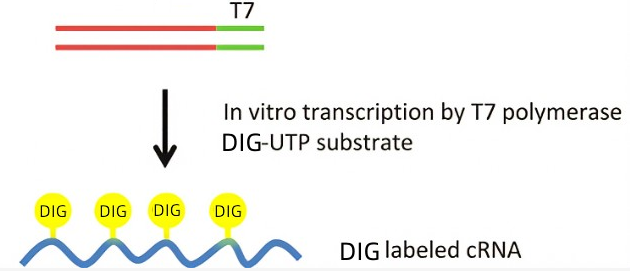 T7
In vitro transcription by T7 polymerase
DIG-UTP substrate
DIG DIG DIG DIG
DIG labeled cRNA